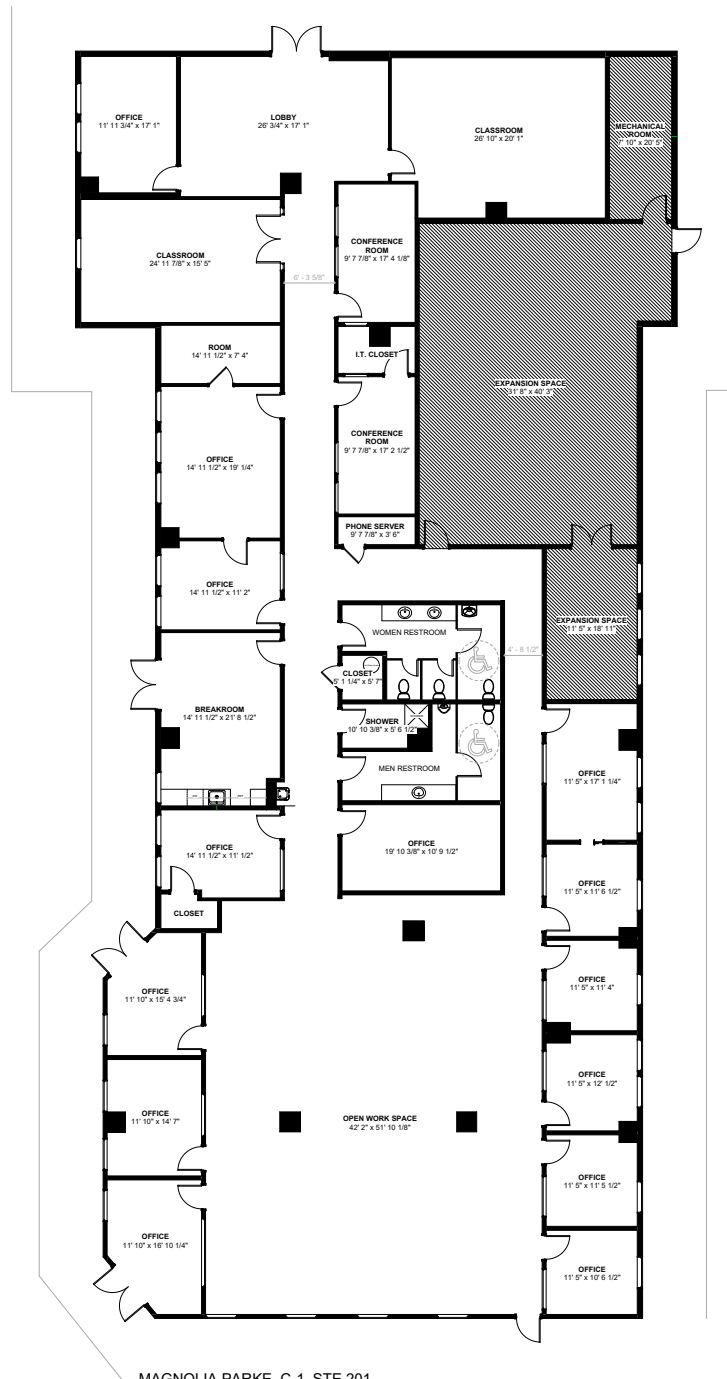 OFFICE
11' 11 3/4" x 17' 1"
LOBBY
26' 3/4" x 17' 1"
CLASSROOM
26' 10" x 20' 1"
MECHANICAL
ROOM
7' 10" x 20' 5"
CLASSROOM
24' 11 7/8" x 15' 5"
CONFERENCE
ROOM
9' 7 7/8" x 17' 4 1/8"
6' - 3 5/8"
ROOM
14' 11 1/2" x 7' 4"
I.T. CLOSET
EXPANSION SPACE
31' 8" x 40' 3"
CONFERENCE
ROOM
9' 7 7/8" x 17' 2 1/2"
OFFICE
14' 11 1/2" x 19' 1/4"
PHONE SERVER
9' 7 7/8" x 3' 6"
OFFICE
14' 11 1/2" x 11' 2"
WOMEN RESTROOM
EXPANSION SPACE
11' 5" x 18' 11"
4' - 8 1/2"
CLOSET
5' 1 1/4" x 5' 7"
BREAKROOM
14' 11 1/2" x 21' 8 1/2"
SHOWER
10' 10 3/8" x 5' 6 1/2"
MEN RESTROOM
OFFICE
11' 5" x 17' 1 1/4"
OFFICE
14' 11 1/2" x 11' 1/2"
OFFICE
19' 10 3/8" x 10' 9 1/2"
OFFICE
11' 5" x 11' 6 1/2"
CLOSET
OFFICE
11' 10" x 15' 4 3/4"
OFFICE
11' 5" x 11' 4"
OFFICE
11' 5" x 12' 1/2"
OFFICE
11' 10" x 14' 7"
OPEN WORK SPACE
42' 2" x 51' 10 1/8"
OFFICE
11' 5" x 11' 5 1/2"
OFFICE
11' 10" x 16' 10 1/4"
OFFICE
11' 5" x 10' 6 1/2"
MAGNOLIA PARKE, C-1, STE 201